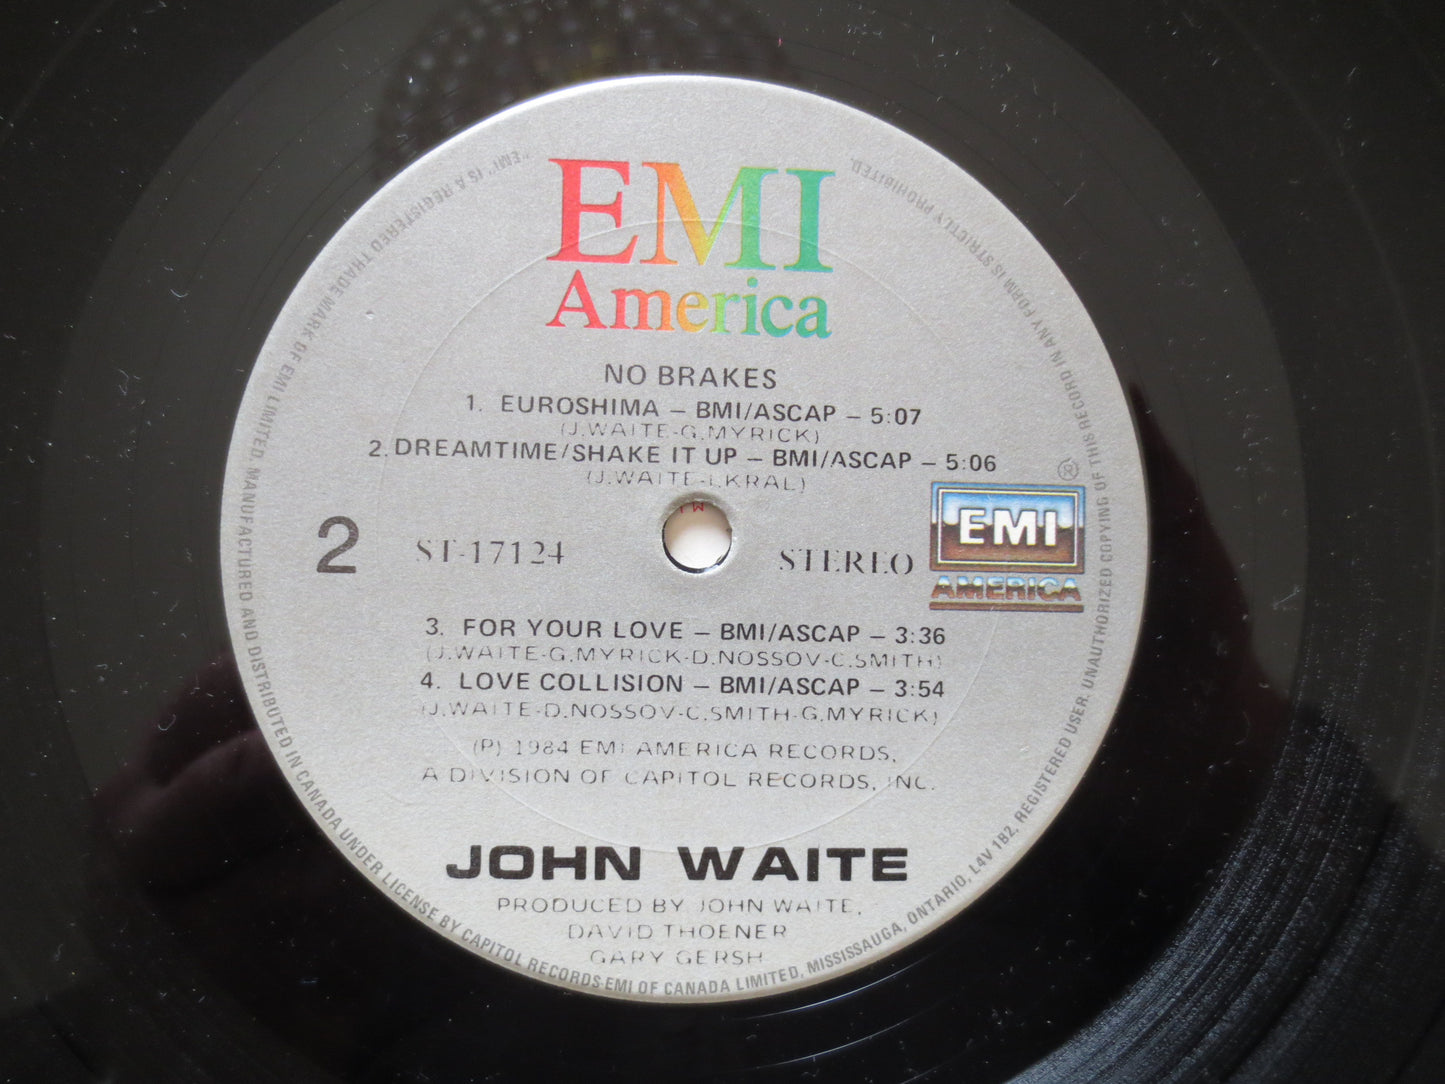 EMI
America
NO BRAKES
1. EUROSHIMA – BMI/ASCAP – 5:07
(J.WAITE-G.MYRICK)
2. DREAMTIME/SHAKE IT UP – BMI/ASCAP – 5:06
(J.WAITE-I.KRAL)
2
ST-17124
STEREO
®
EMI
AMERICA
3. FOR YOUR LOVE – BMI/ASCAP – 3:36
(J.WAITE-G.MYRICK-D.NOSSOV-C.SMITH)
4. LOVE COLLISION – BMI/ASCAP – 3:54
(J.WAITE-D.NOSSOV-C.SMITH-G.MYRICK)
(P) 1984 EMI AMERICA RECORDS,
A DIVISION OF CAPITOL RECORDS, INC.
JOHN WAITE
PRODUCED BY JOHN WAITE,
DAVID THOENER
GARY GERSH
"EMI" IS A REGISTERED TRADE MARK OF EMI LIMITED. MANUFACTURED AND DISTRIBUTED IN CANADA UNDER LICENSE BY CAPITOL RECORDS-EMI OF CANADA LIMITED, MISSISSAUGA, ONTARIO, L4V 1B2, REGISTERED USER. UNAUTHORIZED COPYING OF THIS RECORD IN ANY FORM IS STRICTLY PROHIBITED.